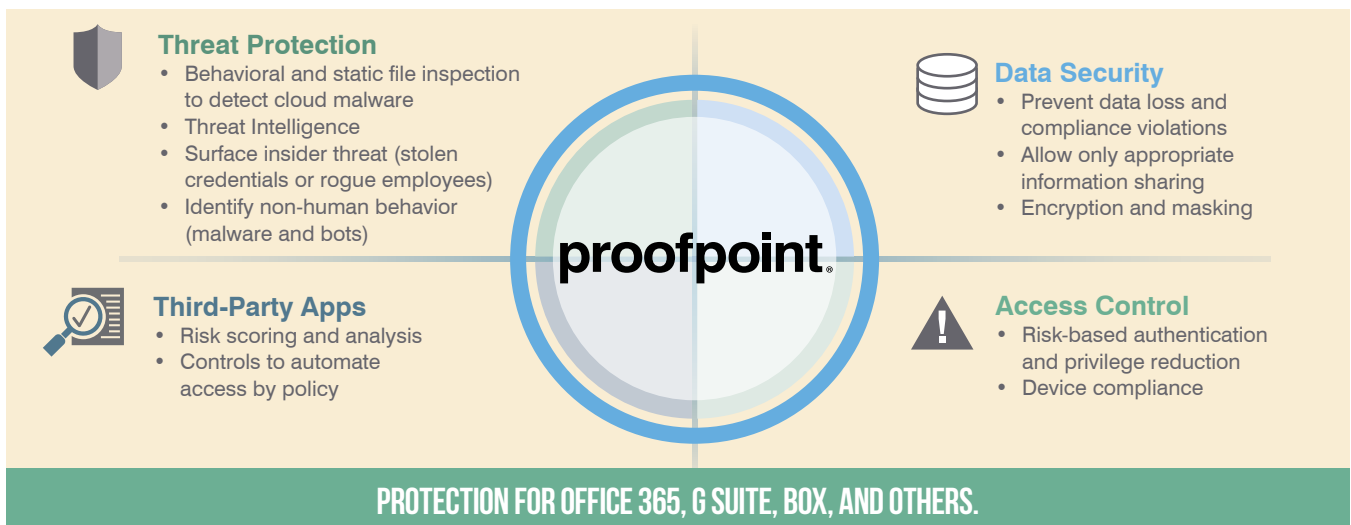 Threat Protection
• Behavioral and static file inspection
to detect cloud malware
• Threat Intelligence
• Surface insider threat (stolen
credentials or rogue employees)
• Identify non-human behavior
(malware and bots)
Data Security
• Prevent data loss and
compliance violations
• Allow only appropriate
information sharing
• Encryption and masking
proofpoint®
Third-Party Apps
• Risk scoring and analysis
• Controls to automate
access by policy
Access Control
• Risk-based authentication
and privilege reduction
• Device compliance
PROTECTION FOR OFFICE 365, G SUITE, BOX, AND OTHERS.